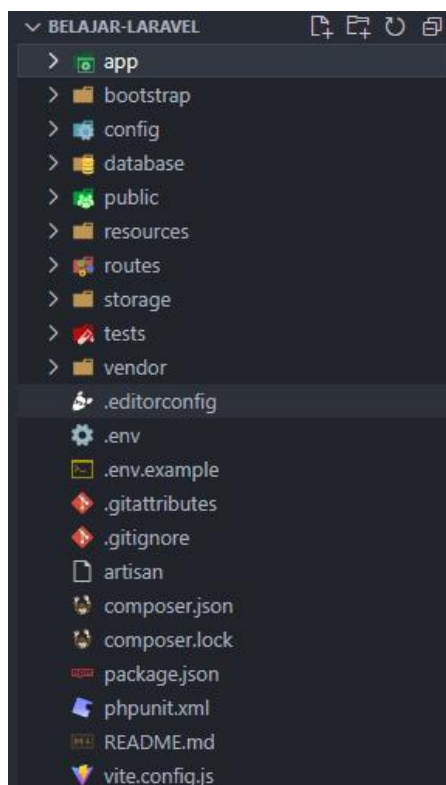 BELAJAR-LARAVEL
app
bootstrap
config
database
public
resources
routes
storage
tests
vendor
.editorconfig
.env
.env.example
.gitattributes
.gitignore
artisan
composer.json
composer.lock
package.json
phpunit.xml
README.md
vite.config.js